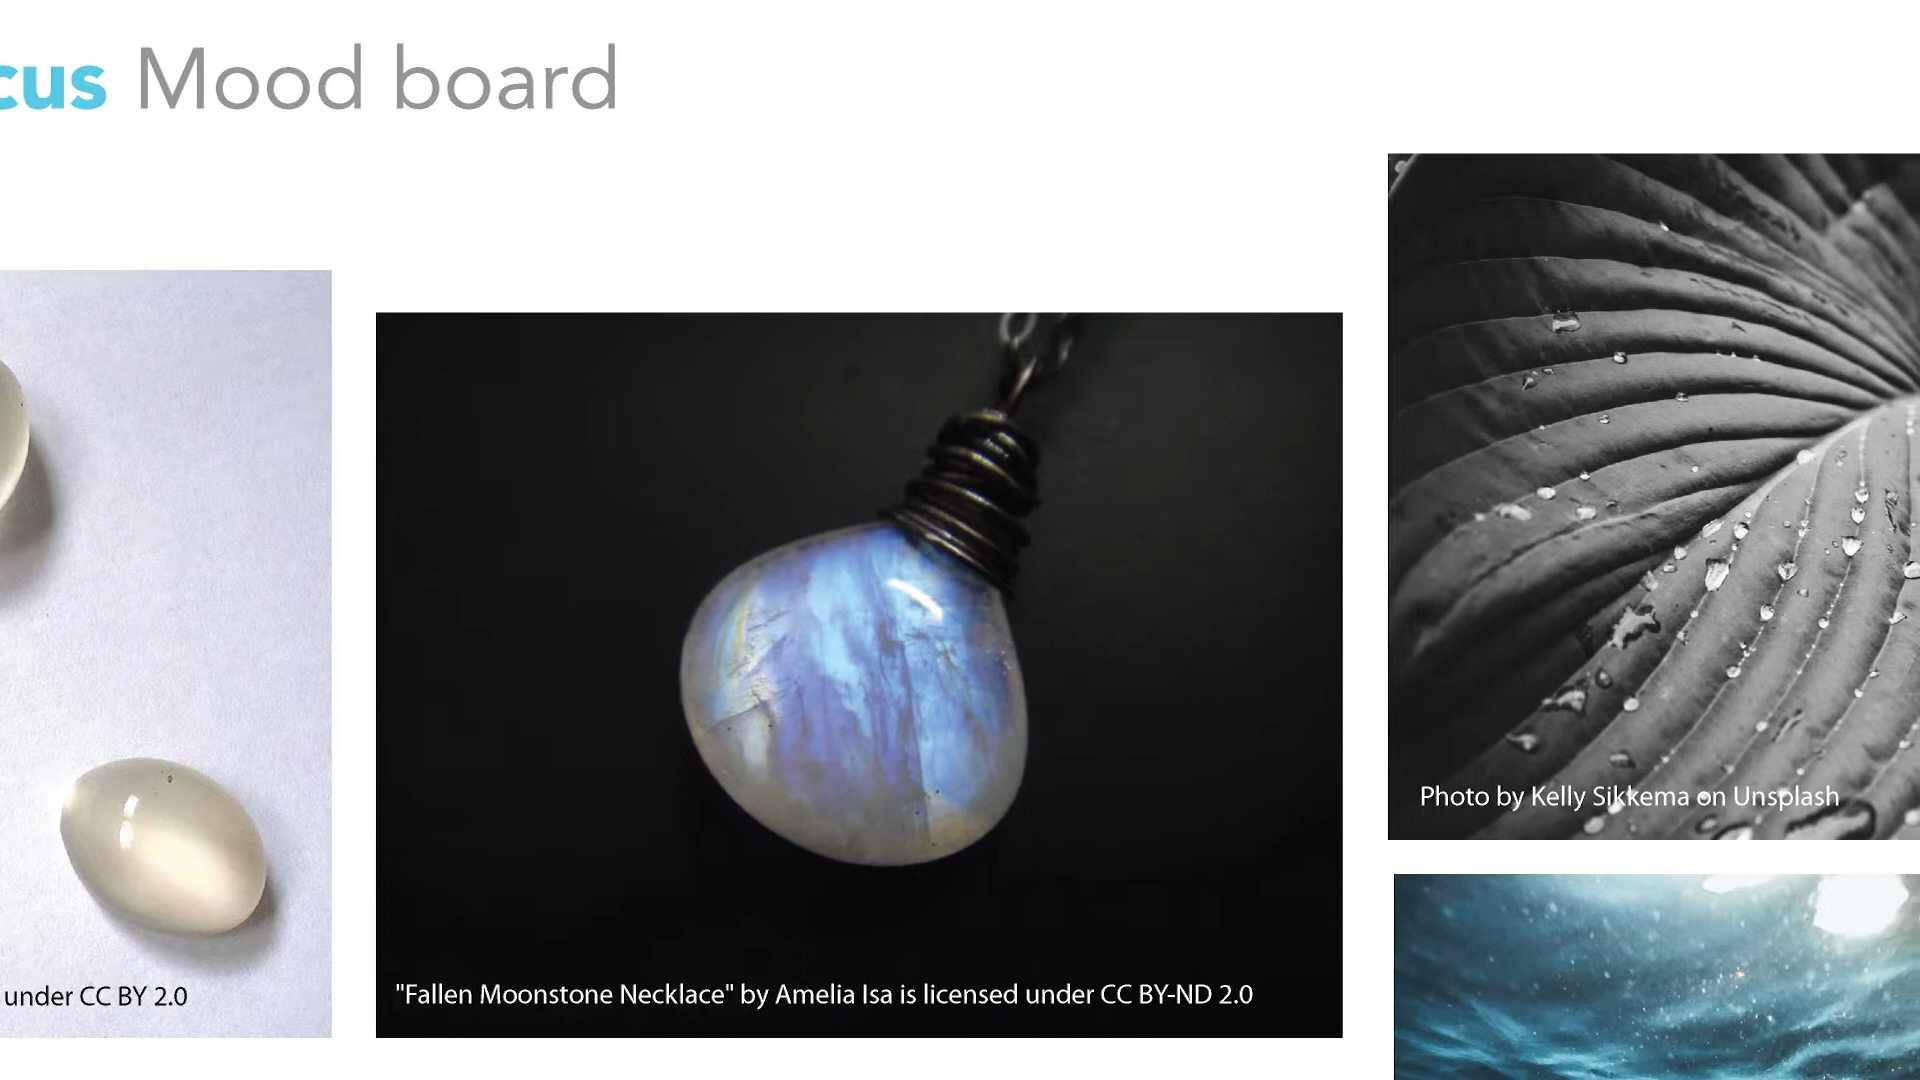 cus Mood board
under CC BY 2.0
"Fallen Moonstone Necklace" by Amelia Isa is licensed under CC BY-ND 2.0
Photo by Kelly Sikkema on Unsplash